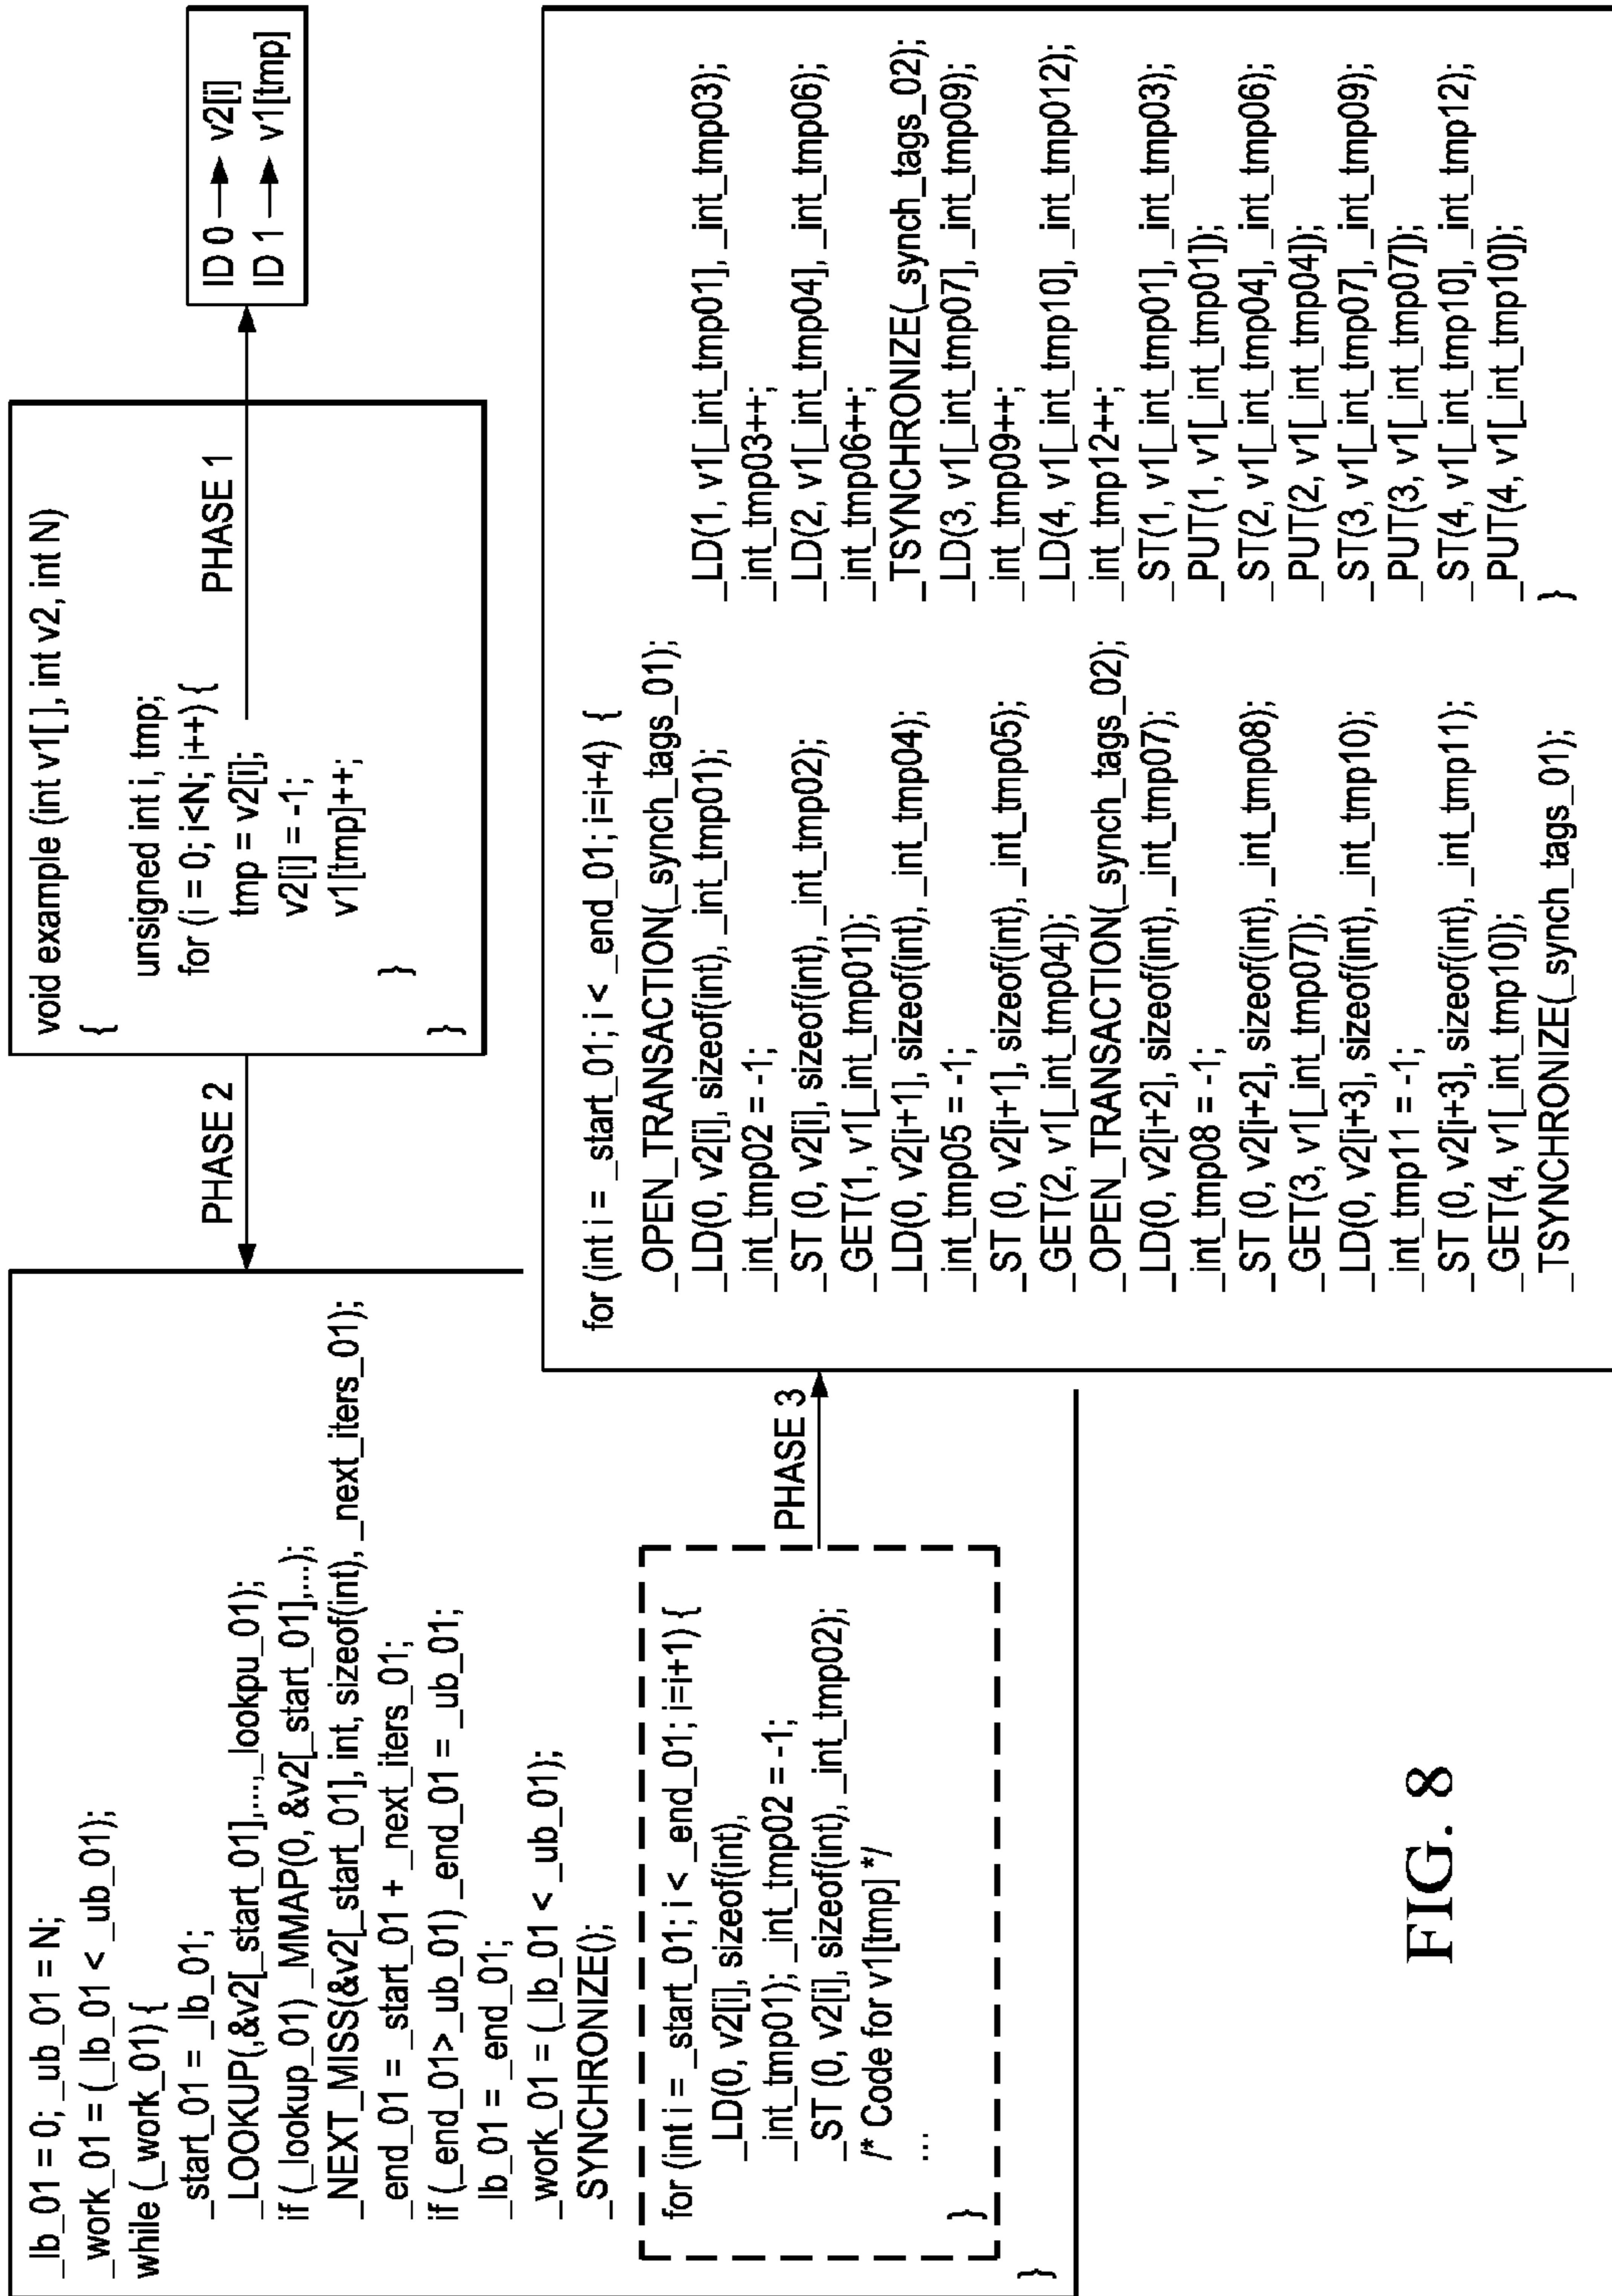 void example (int v1[ ], int v2, int N)
{
unsigned int i, tmp;
for (i = 0; i<N; i++) {
tmp = v2[i];
v2[i] = -1;
v1[tmp]++;
}
}
PHASE 1
ID 0 → v2[i]
ID 1 → v1[tmp]
PHASE 2
_lb_01 = 0; _ub_01 = N;
_work_01 = (_lb_01 < _ub_01);
while (_work_01) {
_start_01 = _lb_01;
_LOOKUP(,&v2[_start_01],...,_lookpu_01);
if (_lookup_01) _MMAP(0, &v2[_start_01],...);
_NEXT_MISS(&v2[_start_01], int, sizeof(int), _next_iters_01);
_end_01 = _start_01 + _next_iters_01;
if (_end_01>_ub_01) _end_01 = _ub_01;
_lb_01 = _end_01;
_work_01 = (_lb_01 < _ub_01);
_SYNCHRONIZE();
for (int i = _start_01; i < _end_01; i=i+1) {
_LD(0, v2[i], sizeof(int),
_int_tmp01); _int_tmp02 = -1;
_ST (0, v2[i], sizeof(int), _int_tmp02);
/* Code for v1[tmp] */
...
}
}
PHASE 3
for (int i = _start_01; i < _end_01; i=i+4) {
_OPEN_TRANSACTION(_synch_tags_01);
_LD(0, v2[i], sizeof(int), _int_tmp01);
_int_tmp02 = -1;
_ST (0, v2[i], sizeof(int), _int_tmp02);
_GET(1, v1[_int_tmp01]);
_LD(0, v2[i+1], sizeof(int), _int_tmp04);
_int_tmp05 = -1;
_ST (0, v2[i+1], sizeof(int), _int_tmp05);
_GET(2, v1[_int_tmp04]);
_OPEN_TRANSACTION(_synch_tags_02);
_LD(0, v2[i+2], sizeof(int), _int_tmp07);
_int_tmp08 = -1;
_ST (0, v2[i+2], sizeof(int), _int_tmp08);
_GET(3, v1[_int_tmp07]);
_LD(0, v2[i+3], sizeof(int), _int_tmp10);
_int_tmp11 = -1;
_ST (0, v2[i+3], sizeof(int), _int_tmp11);
_GET(4, v1[_int_tmp10]);
_TSYNCHRONIZE(_synch_tags_01);
_LD(1, v1[_int_tmp01], _int_tmp03);
_int_tmp03++;
_LD(2, v1[_int_tmp04], _int_tmp06);
_int_tmp06++;
_TSYNCHRONIZE(_synch_tags_02);
_LD(3, v1[_int_tmp07], _int_tmp09);
_int_tmp09++;
_LD(4, v1[_int_tmp10], _int_tmp012);
_int_tmp12++;
_ST(1, v1[_int_tmp01], _int_tmp03);
_PUT(1, v1[_int_tmp01]);
_ST(2, v1[_int_tmp04], _int_tmp06);
_PUT(2, v1[_int_tmp04]);
_ST(3, v1[_int_tmp07], _int_tmp09);
_PUT(3, v1[_int_tmp07]);
_ST(4, v1[_int_tmp10], _int_tmp12);
_PUT(4, v1[_int_tmp10]);
}
FIG. 8